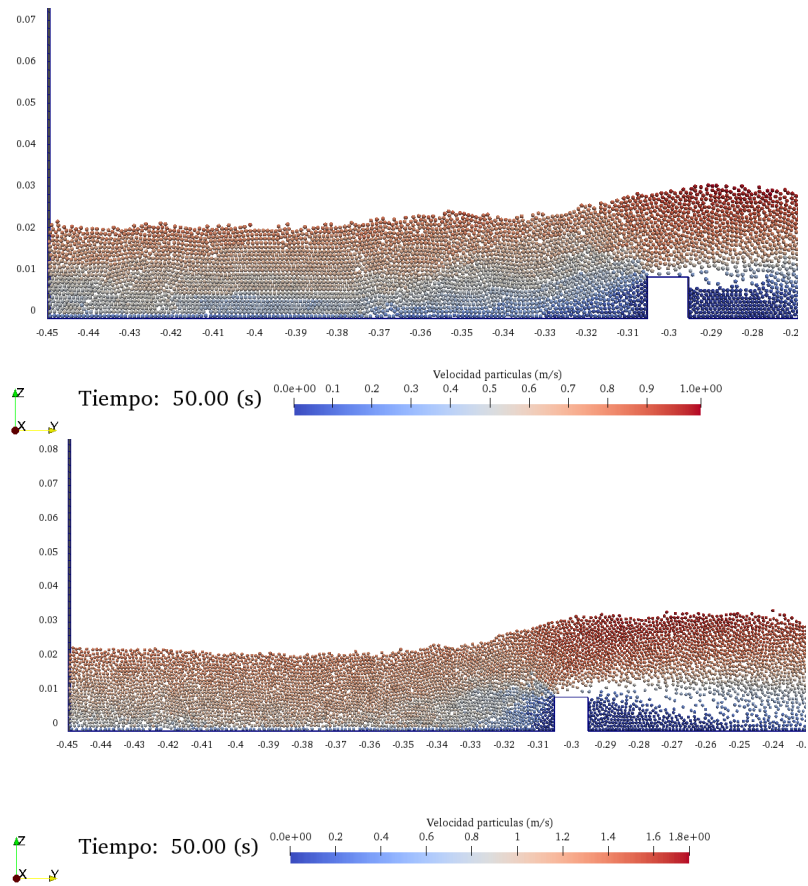 0.07
0.06
0.05
0.04
0.03
0.02
0.01
0
-0.45 -0.44 -0.43 -0.42 -0.41 -0.4 -0.39 -0.38 -0.37 -0.36 -0.35 -0.34 -0.33 -0.32 -0.31 -0.3 -0.29 -0.28 -0.2
Velocidad particulas (m/s)
Z
X Y
Tiempo: 50.00 (s)
0.0e+00 0.1 0.2 0.3 0.4 0.5 0.6 0.7 0.8 0.9 1.0e+00
0.08
0.07
0.06
0.05
0.04
0.03
0.02
0.01
0
-0.45 -0.44 -0.43 -0.42 -0.41 -0.4 -0.39 -0.38 -0.37 -0.36 -0.35 -0.34 -0.33 -0.32 -0.31 -0.3 -0.29 -0.28 -0.27 -0.26 -0.25 -0.24 -0.23
Velocidad particulas (m/s)
Z
X Y
Tiempo: 50.00 (s)
0.0e+00 0.2 0.4 0.6 0.8 1 1.2 1.4 1.6 1.8e+00